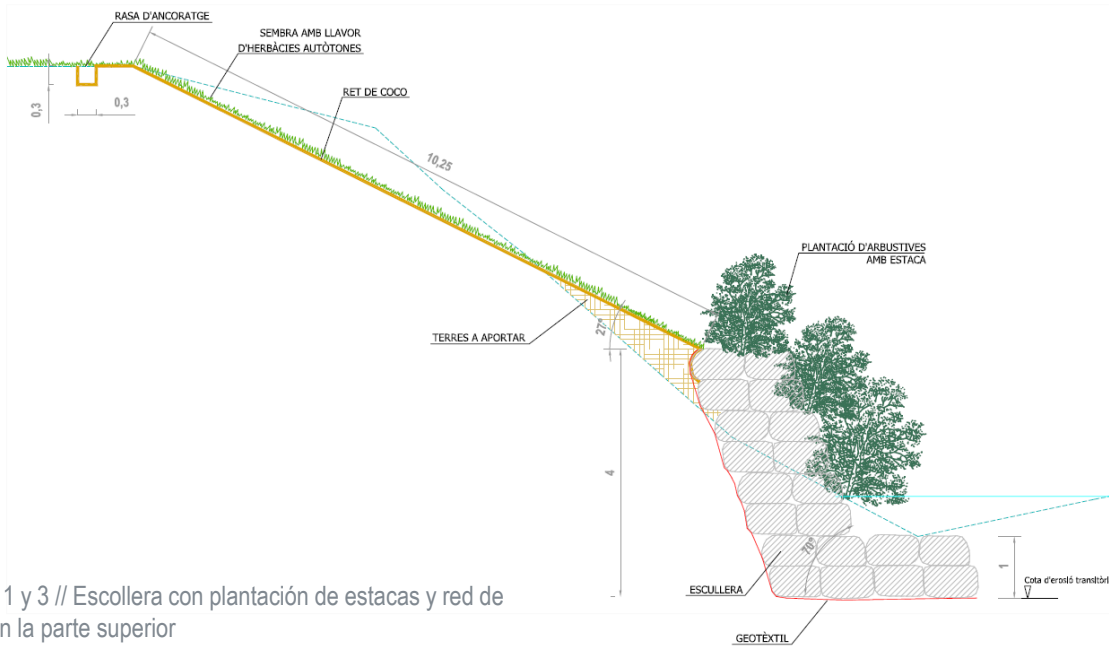 RASA D'ANCORATGE
SEMBRA AMB LLAVOR
D'HERBÀCIES AUTÒTONES
RET DE COCO
0,3
0,3
10,25
PLANTACIÓ D'ARBUSTIVES
AMB ESTACA
TERRES A APORTAR
27º
4
70º
1
ESCULLERA
Cota d'erosió transitòri
GEOTÈXTIL
1 y 3 // Escollera con plantación de estacas y red de
n la parte superior